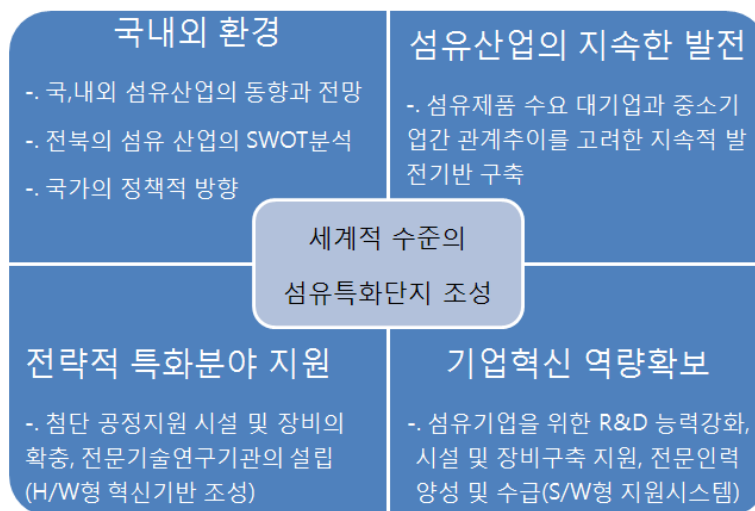 국내외 환경
-. 국,내외 섬유산업의 동향과 전망
-. 전북의 섬유 산업의 SWOT분석
-. 국가의 정책적 방향
섬유산업의 지속한 발전
-. 섬유제품 수요 대기업과 중소기
업간 관계추이를 고려한 지속적 발
전기반 구축
세계적 수준의
섬유특화단지 조성
전략적 특화분야 지원
-. 첨단 공정지원 시설 및 장비의
확충, 전문기술연구기관의 설립
(H/W형 혁신기반 조성)
기업혁신 역량확보
-. 섬유기업을 위한 R&D 능력강화,
시설 및 장비구축 지원, 전문인력
양성 및 수급(S/W형 지원시스템)